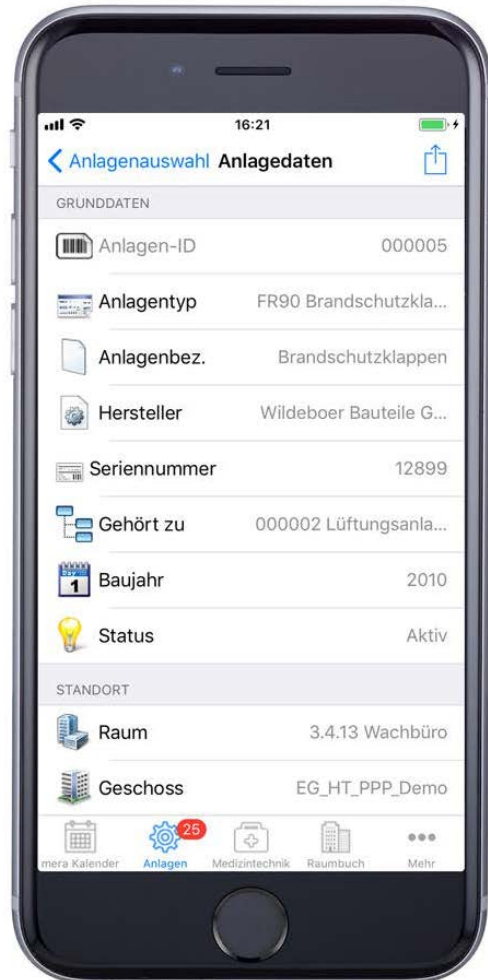 16:21
Anlagenauswahl Anlagedaten
GRUNDDATEN
Anlagen-ID 000005
Anlagentyp FR90 Brandschutzkla...
Anlagenbez. Brandschutzklappen
Hersteller Wildeboer Bauteile G...
Seriennummer 12899
Gehört zu 000002 Lüftungsanla...
Baujahr 2010
Status Aktiv
STANDORT
Raum 3.4.13 Wachbüro
Geschoss EG_HT_PPP_Demo
25
mera Kalender Anlagen Medizintechnik Raumbuch Mehr